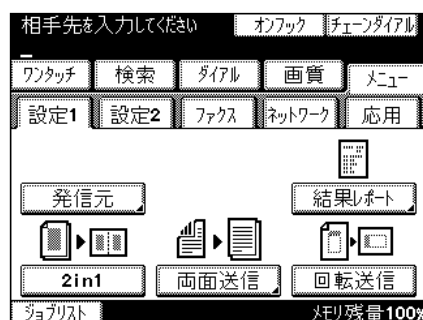 相手先を入力してください オンフック チェーンダイアル
ワンタッチ 検索 ダイアル 画質 メニュー
設定1 設定2 ファクス ネットワーク 応用
発信元 結果レポート
2in1 両面送信 回転送信
ジョブリスト メモリ残量100%